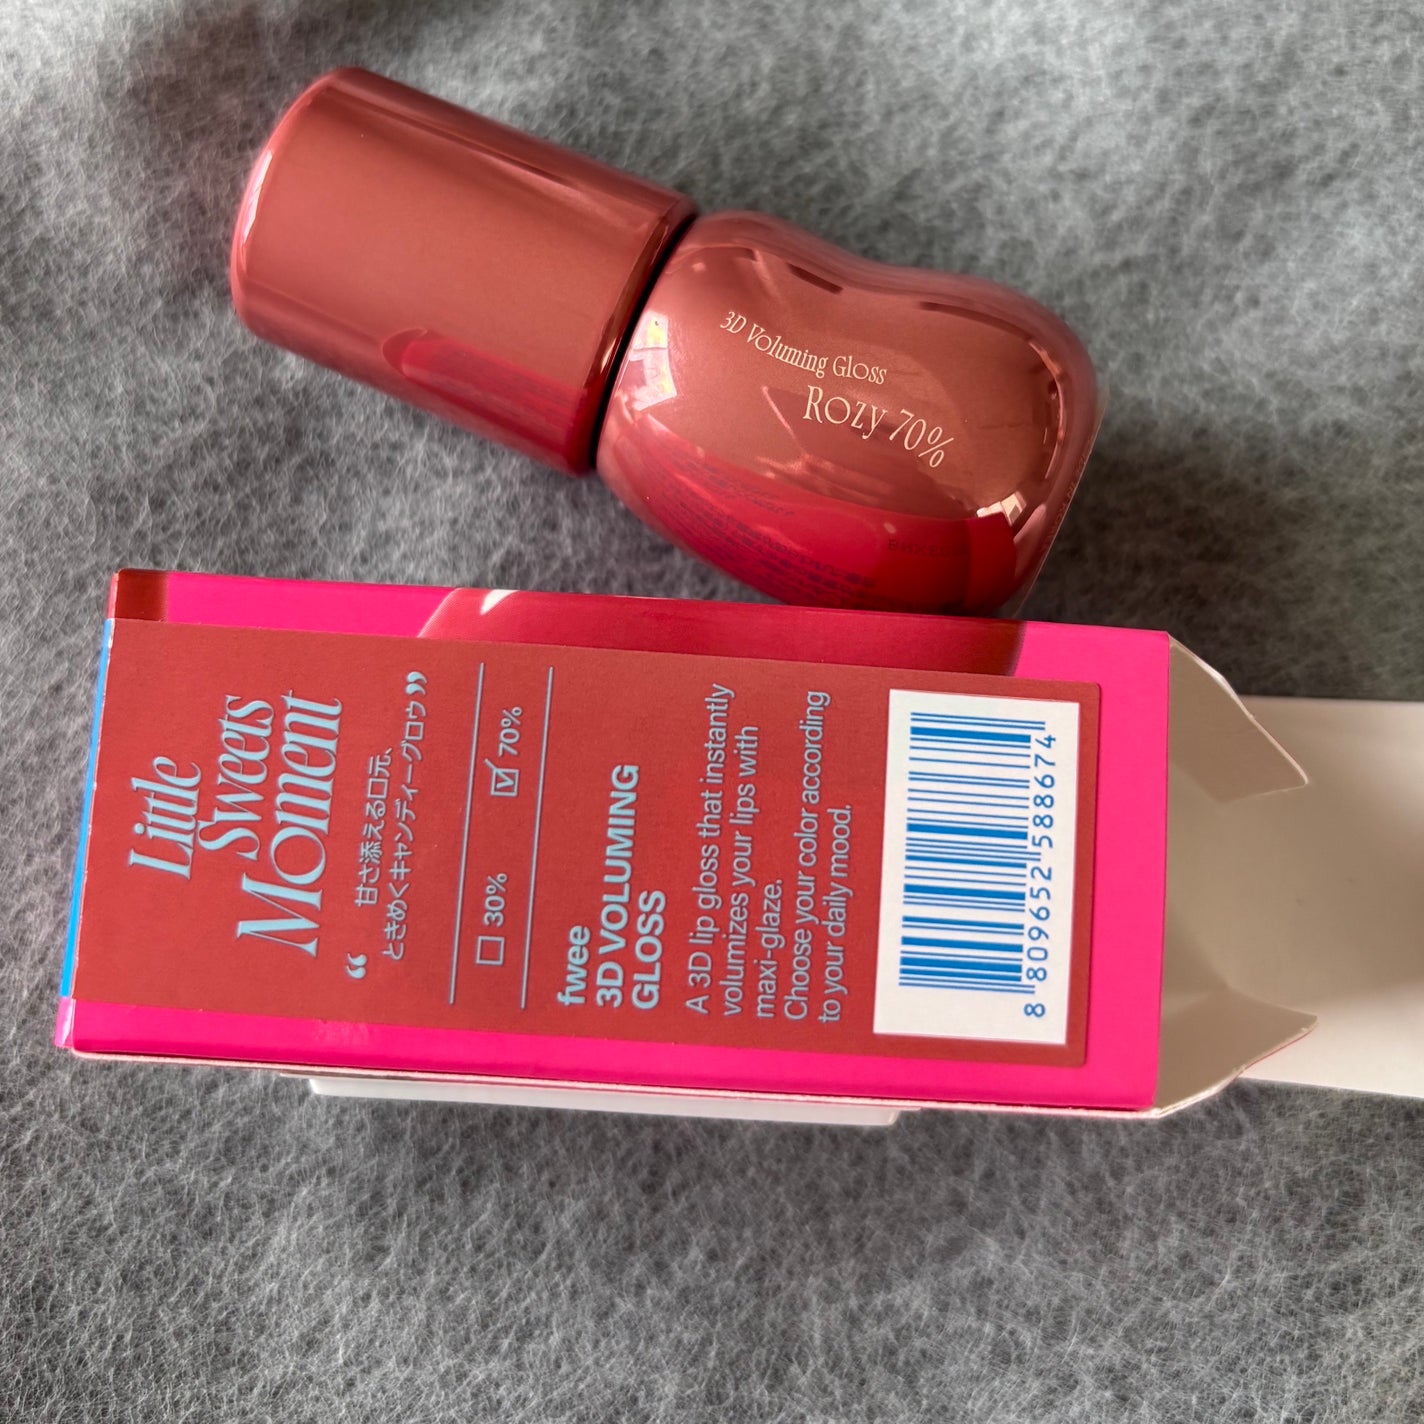 3D Voluming Gloss
Rozy 70%
Little
Sweets
Moment
“甘さ添える口元、
ときめくキャンディーグロウ”
30% 70%
fwee
3D VOLUMING
GLOSS
A 3D lip gloss that instantly
volumizes your lips with
maxi-glaze.
Choose your color according
to your daily mood.
8 809652 588674